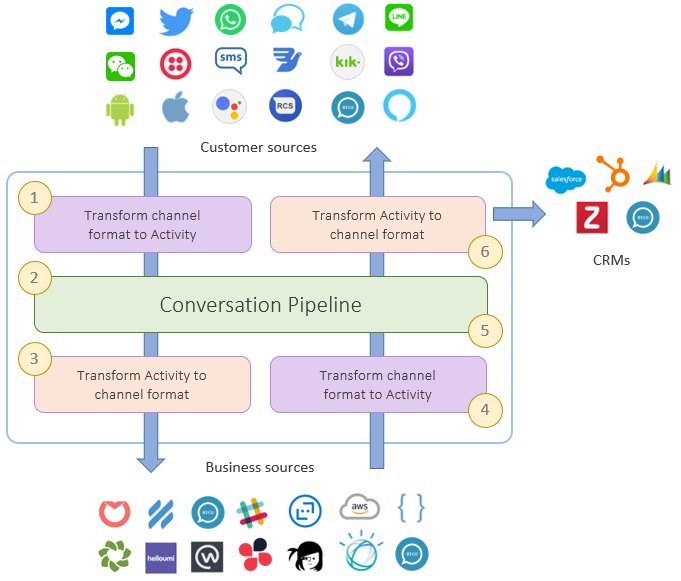 LINE
sms
kik·
RCS
BTCH
Customer sources
1
Transform channel
format to Activity
Transform Activity to
channel format
6
salesforce
Z
CRMs
2
Conversation Pipeline
5
3
Transform Activity to
channel format
Transform channel
format to Activity
4
Business sources
aws
{ }
helloumi